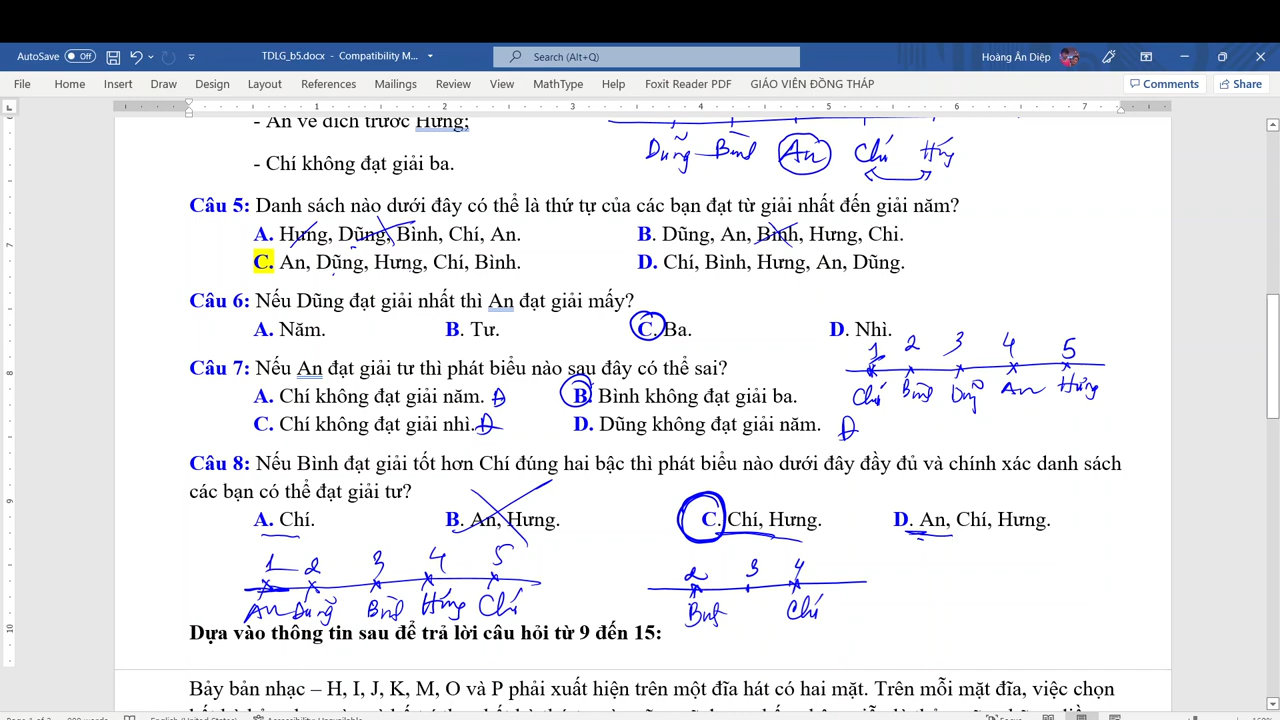 AutoSave Off TDLG_b5.docx - Compatibility M... Search (Alt+Q) Hoàng Ân Diệp
File Home Insert Draw Design Layout References Mailings Review View MathType Help Foxit Reader PDF GIÁO VIÊN ĐỒNG THÁP Comments Share
1 2 3 4 5 6 7
- An về đích trước Hưng;
Dũng Bình An Chí Hưng
- Chí không đạt giải ba.
Câu 5: Danh sách nào dưới đây có thể là thứ tự của các bạn đạt từ giải nhất đến giải năm?
A. Hưng, Dũng, Bình, Chí, An. B. Dũng, An, Bình, Hưng, Chi.
C. An, Dũng, Hưng, Chí, Bình. D. Chí, Bình, Hưng, An, Dũng.
Câu 6: Nếu Dũng đạt giải nhất thì An đạt giải mấy?
A. Năm. B. Tư. C. Ba. D. Nhì.
1 2 3 4 5
Câu 7: Nếu An đạt giải tư thì phát biểu nào sau đây có thể sai?
Chí Bình Dũng An Hưng
A. Chí không đạt giải năm. Đ B. Bình không đạt giải ba.
C. Chí không đạt giải nhì. Đ D. Dũng không đạt giải năm. Đ
Câu 8: Nếu Bình đạt giải tốt hơn Chí đúng hai bậc thì phát biểu nào dưới đây đầy đủ và chính xác danh sách
các bạn có thể đạt giải tư?
A. Chí. B. An, Hưng. C. Chí, Hưng. D. An, Chí, Hưng.
1 2 3 4 5 2 3 4
An Dũng Bình Hưng Chí Bình Chí
Dựa vào thông tin sau để trả lời câu hỏi từ 9 đến 15:
Bảy bản nhạc – H, I, J, K, M, O và P phải xuất hiện trên một đĩa hát có hai mặt. Trên mỗi mặt đĩa, việc chọn